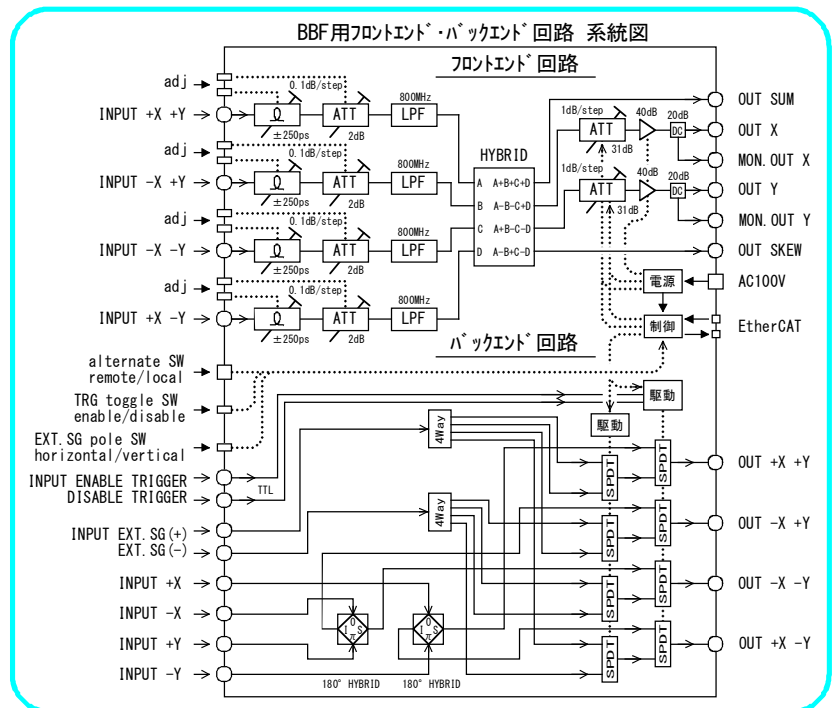 BBF用フロントエンド・バックエンド回路 系統図
フロントエンド回路
adj
0.1dB/step
800MHz
INPUT +X +Y
Ω
ATT
LPF
±250ps
2dB
adj
0.1dB/step
800MHz
INPUT -X +Y
Ω
ATT
LPF
±250ps
2dB
adj
0.1dB/step
800MHz
INPUT -X -Y
Ω
ATT
LPF
±250ps
2dB
adj
0.1dB/step
800MHz
INPUT +X -Y
Ω
ATT
LPF
±250ps
2dB
HYBRID
A A+B+C+D
B A-B-C+D
C A+B-C-D
D A-B+C-D
1dB/step
ATT
31dB
40dB
20dB
DC
1dB/step
ATT
31dB
40dB
20dB
DC
OUT SUM
OUT X
MON.OUT X
OUT Y
MON.OUT Y
OUT SKEW
電源
AC100V
制御
EtherCAT
バックエンド回路
alternate SW
remote/local
TRG toggle SW
enable/disable
EXT.SG pole SW
horizontal/vertical
INPUT ENABLE TRIGGER
DISABLE TRIGGER
TTL
INPUT EXT.SG(+)
EXT.SG(-)
INPUT +X
INPUT -X
INPUT +Y
INPUT -Y
4Way
4Way
0
I S
π
180° HYBRID
0
I S
π
180° HYBRID
駆動
駆動
SPDT
SPDT
SPDT
SPDT
SPDT
SPDT
SPDT
SPDT
OUT +X +Y
OUT -X +Y
OUT -X -Y
OUT +X -Y